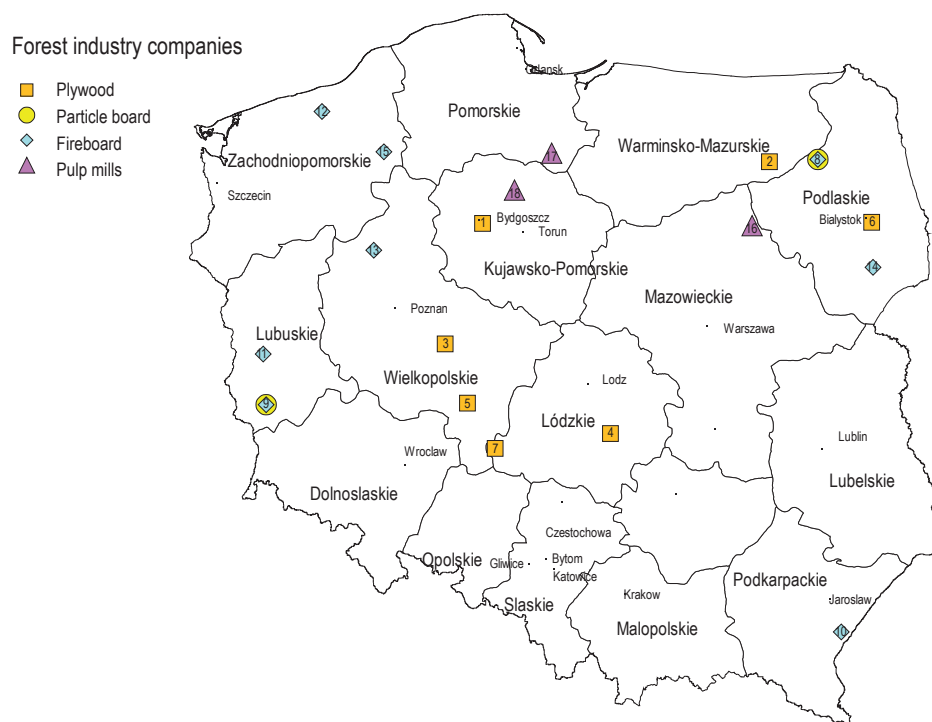 Forest industry companies
Plywood
Particle board
Fireboard
Pulp mills
Gdansk
Pomorskie
12
15
Zachodniopomorskie
Szczecin
17
18
Warminsko-Mazurskie
2
8
Podlaskie
Bialystok
6
16
14
1
Bydgoszcz
Torun
Kujawsko-Pomorskie
13
Poznan
Mazowieckie
Warszawa
Lubuskie
11
9
3
Wielkopolskie
5
7
Lodz
Lódzkie
4
Lublin
Lubelskie
Wroclaw
Dolnoslaskie
Opolskie
Czestochowa
Gliwice
Bytom
Katowice
Slaskie
Krakow
Malopolskie
Podkarpackie
Jaroslaw
10